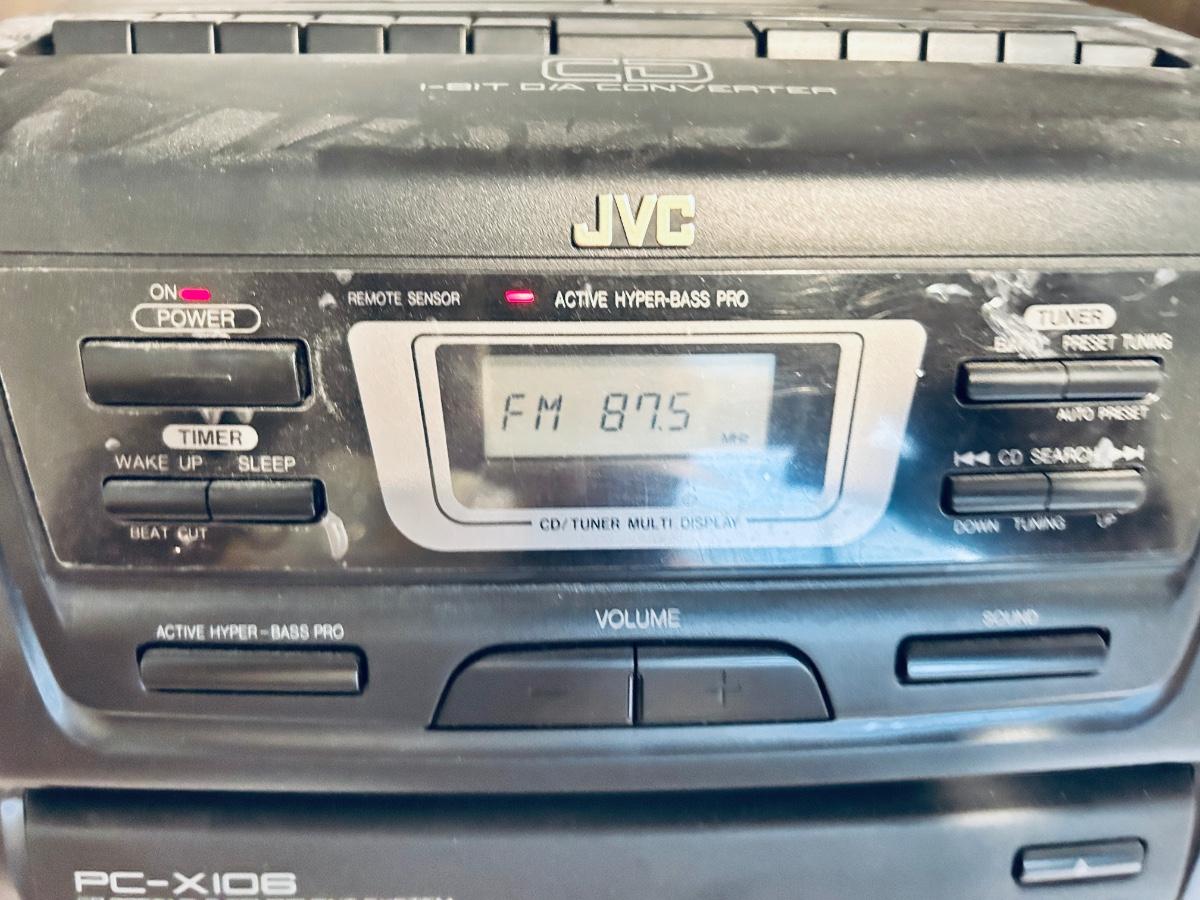 CD
1-BIT D/A CONVERTER
JVC
ON
POWER
REMOTE SENSOR
ACTIVE HYPER-BASS PRO
TUNER
BAND PRESET TUNING
AUTO PRESET
FM 87.5
MHz
TIMER
WAKE UP SLEEP
BEAT CUT
CD SEARCH
DOWN TUNING UP
CD/TUNER MULTI DISPLAY
ACTIVE HYPER-BASS PRO
VOLUME
- +
SOUND
PC-X106